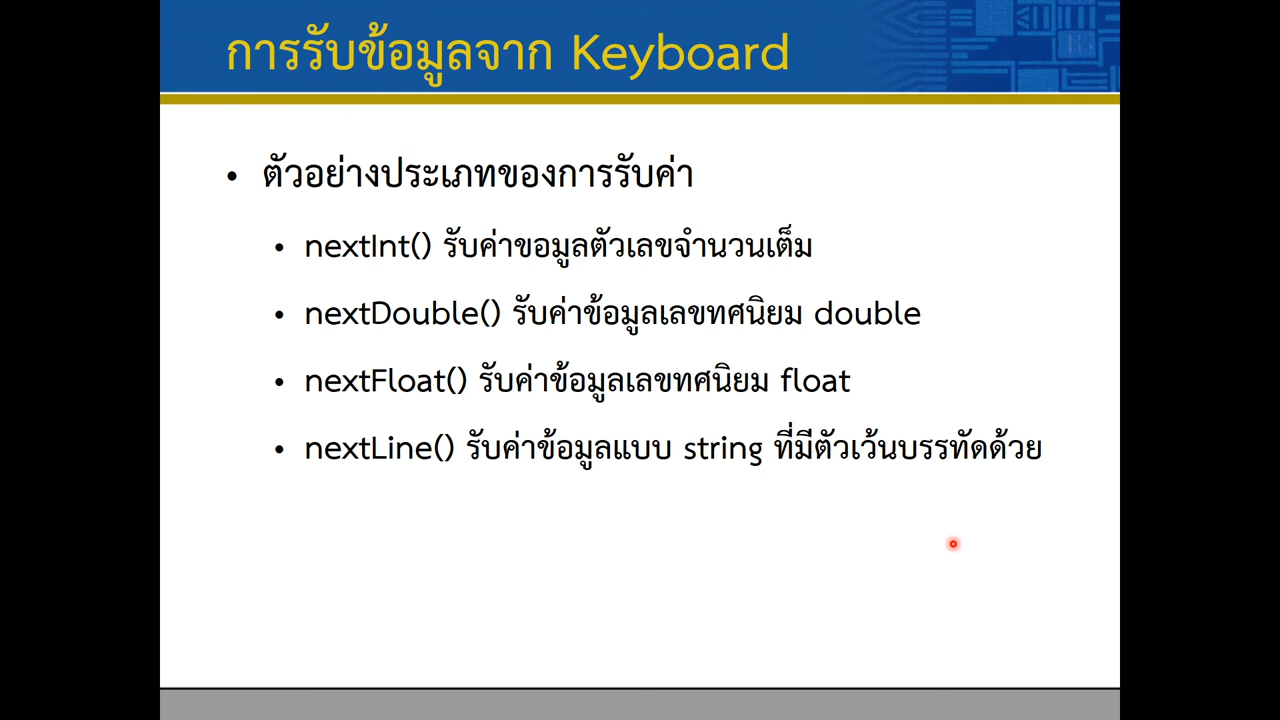 การรับข้อมูลจาก Keyboard
• ตัวอย่างประเภทของการรับค่า
• nextInt() รับค่าขอมูลตัวเลขจำนวนเต็ม
• nextDouble() รับค่าข้อมูลเลขทศนิยม double
• nextFloat() รับค่าข้อมูลเลขทศนิยม float
• nextLine() รับค่าข้อมูลแบบ string ที่มีตัวเว้นบรรทัดด้วย